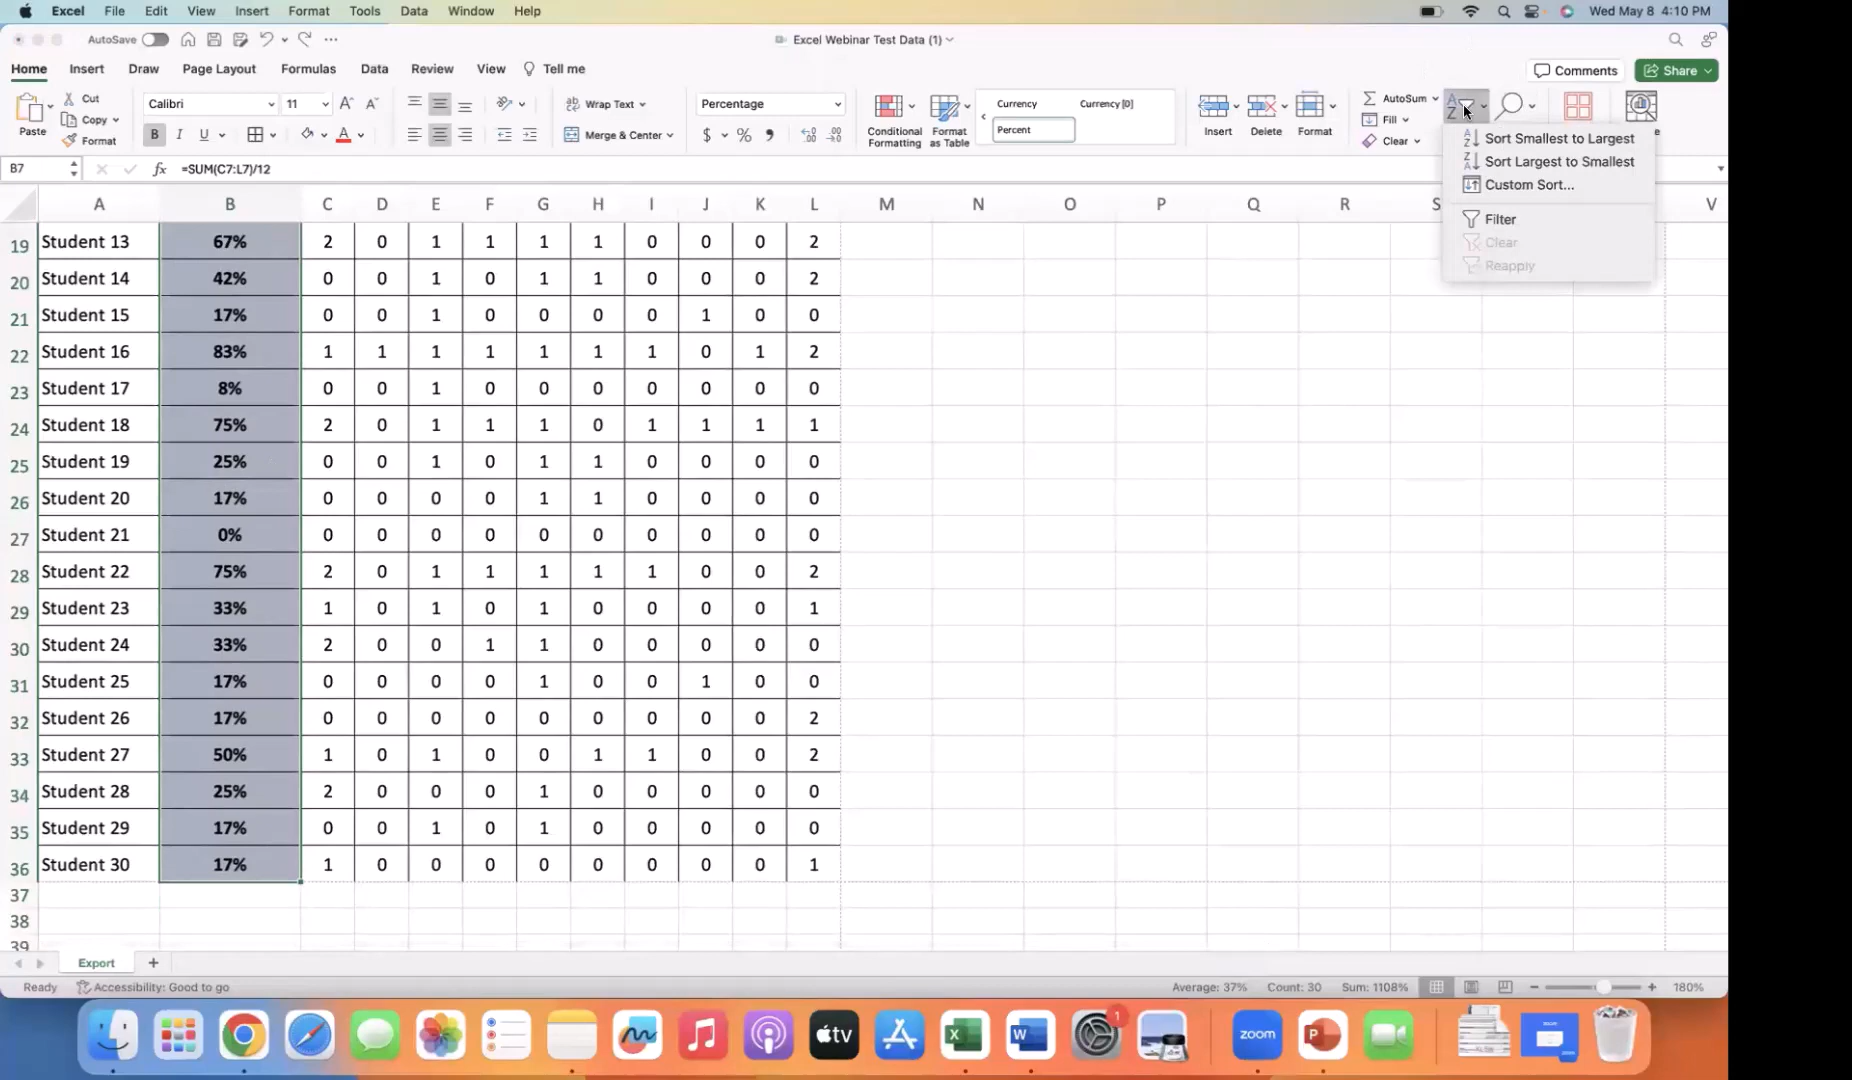 Excel File Edit View Insert Format Tools Data Window Help Wed May 8 4:10 PM
AutoSave Excel Webinar Test Data (1)
Home Insert Draw Page Layout Formulas Data Review View Tell me Comments Share
Cut Calibri 11 Wrap Text Percentage Currency Currency [0] AutoSum
Paste Copy Percent Conditional Formatting Format as Table Insert Delete Format Fill
Format B I U A Merge & Center $ % Clear
Sort Smallest to Largest
Sort Largest to Smallest
Custom Sort...
Filter
Clear
Reapply
B7 fx =SUM(C7:L7)/12
A B C D E F G H I J K L M N O P Q R S V
19 Student 13 67% 2 0 1 1 1 1 0 0 0 2
20 Student 14 42% 0 0 1 0 1 1 0 0 0 2
21 Student 15 17% 0 0 1 0 0 0 0 1 0 0
22 Student 16 83% 1 1 1 1 1 1 1 0 1 2
23 Student 17 8% 0 0 1 0 0 0 0 0 0 0
24 Student 18 75% 2 0 1 1 1 0 1 1 1 1
25 Student 19 25% 0 0 1 0 1 1 0 0 0 0
26 Student 20 17% 0 0 0 0 1 1 0 0 0 0
27 Student 21 0% 0 0 0 0 0 0 0 0 0 0
28 Student 22 75% 2 0 1 1 1 1 1 0 0 2
29 Student 23 33% 1 0 1 0 1 0 0 0 0 1
30 Student 24 33% 2 0 0 1 1 0 0 0 0 0
31 Student 25 17% 0 0 0 0 1 0 0 1 0 0
32 Student 26 17% 0 0 0 0 0 0 0 0 0 2
33 Student 27 50% 1 0 1 0 0 1 1 0 0 2
34 Student 28 25% 2 0 0 0 1 0 0 0 0 0
35 Student 29 17% 0 0 1 0 1 0 0 0 0 0
36 Student 30 17% 1 0 0 0 0 0 0 0 0 1
37
38
39
Export +
Ready Accessibility: Good to go Average: 37% Count: 30 Sum: 1108% 180%
tv X W 1 zoom P